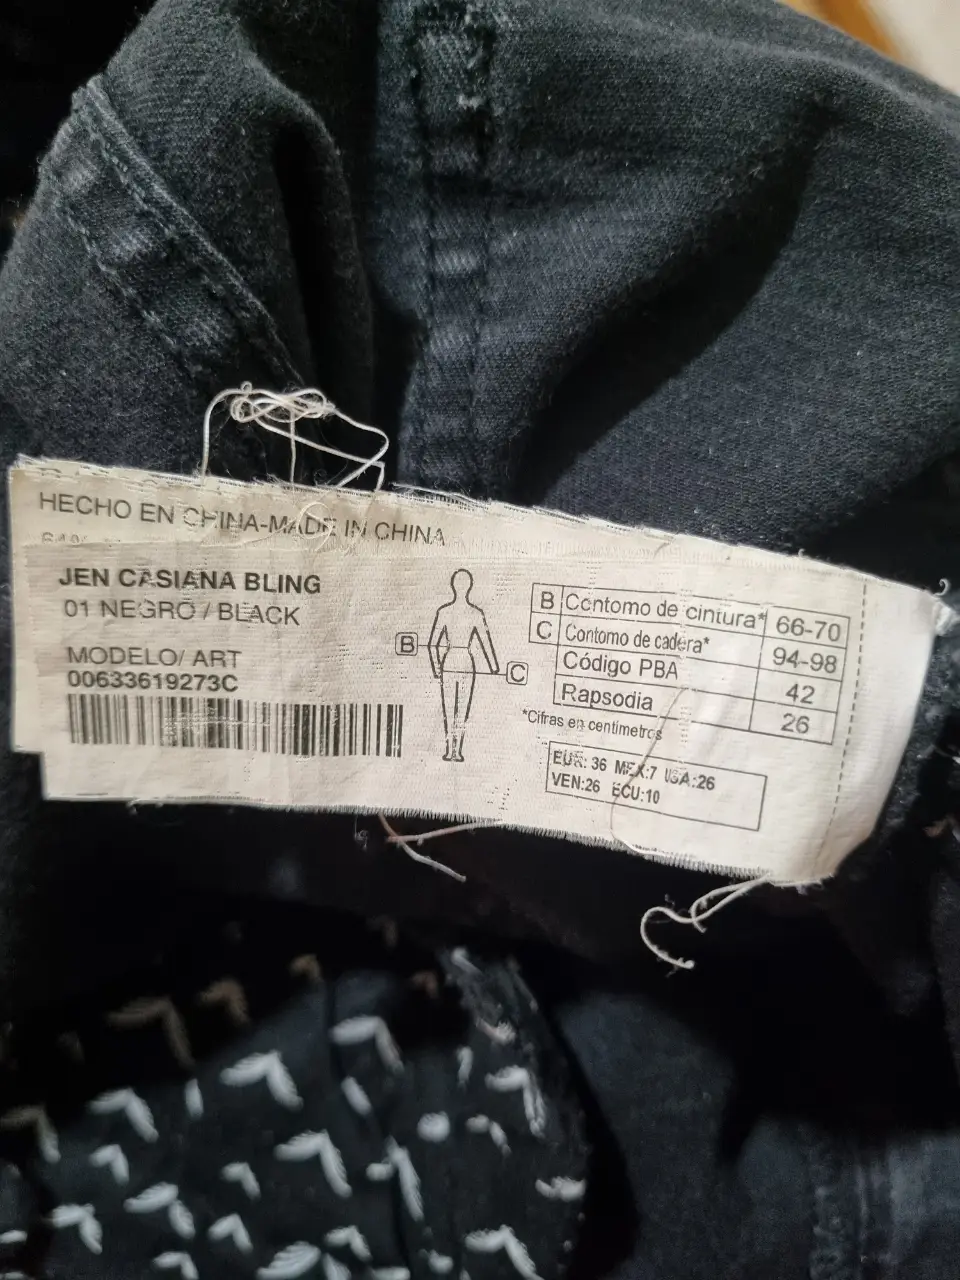 HECHO EN CHINA-MADE IN CHINA
JEN CASIANA BLING
01 NEGRO / BLACK
MODELO/ ART
00633619273C
B
C
B Contorno de cintura* 66-70
C Contorno de cadera* 94-98
Código PBA 42
Rapsodia 26
*Cifras en centimetros
EUR: 36 MEX:7 USA:26
VEN:26 ECU:10